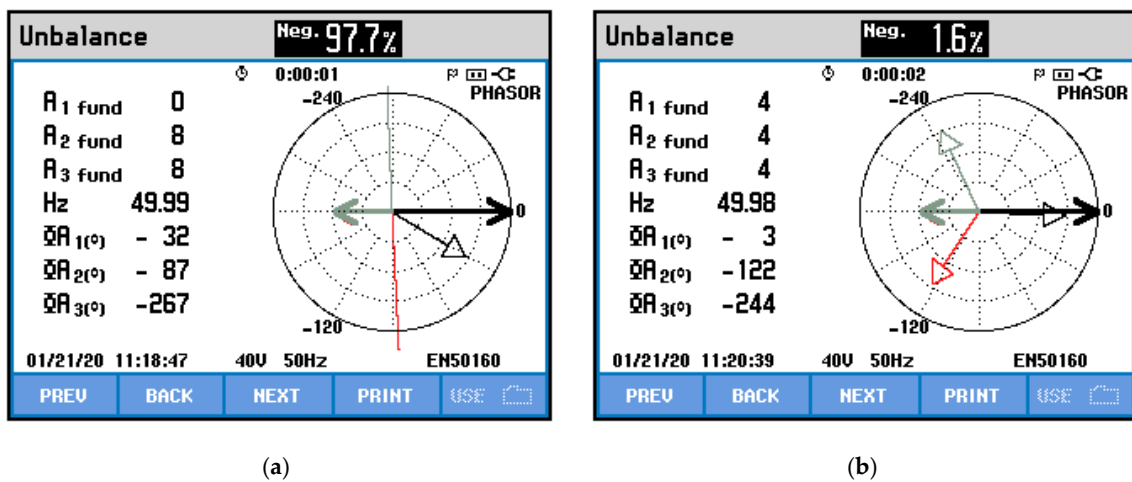 Unbalance Neg. 97.7%
0:00:01
PHASOR
A1 fund 0
A2 fund 8
A3 fund 8
Hz 49.99
ΦA1(°) - 32
ΦA2(°) - 87
ΦA3(°) -267
-240
0
-120
01/21/20 11:18:47 40V 50Hz EN50160
PREV BACK NEXT PRINT USE
(a)
Unbalance Neg. 1.6%
0:00:02
PHASOR
A1 fund 4
A2 fund 4
A3 fund 4
Hz 49.98
ΦA1(°) - 3
ΦA2(°) -122
ΦA3(°) -244
-240
0
-120
01/21/20 11:20:39 40V 50Hz EN50160
PREV BACK NEXT PRINT USE
(b)